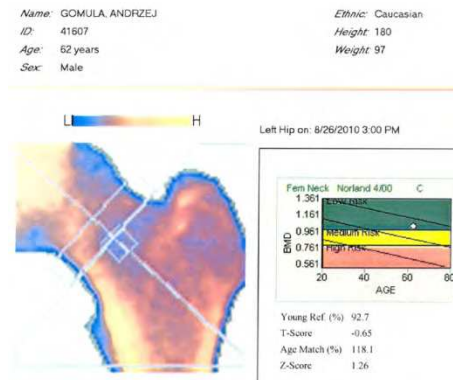 Name: GOMULA, ANDRZEJ
ID: 41607
Age: 62 years
Sex: Male
Ethnic: Caucasian
Height: 180
Weight: 97
L H
Left Hip on: 8/26/2010 3:00 PM
Fem Neck Norland 4/00 C
1.361
1.161
0.961
0.761
0.561
BMD
Low Risk
Medium Risk
High Risk
20 40 60 80
AGE
Young Ref. (%) 92.7
T-Score -0.65
Age Match (%) 118.1
Z-Score 1.26